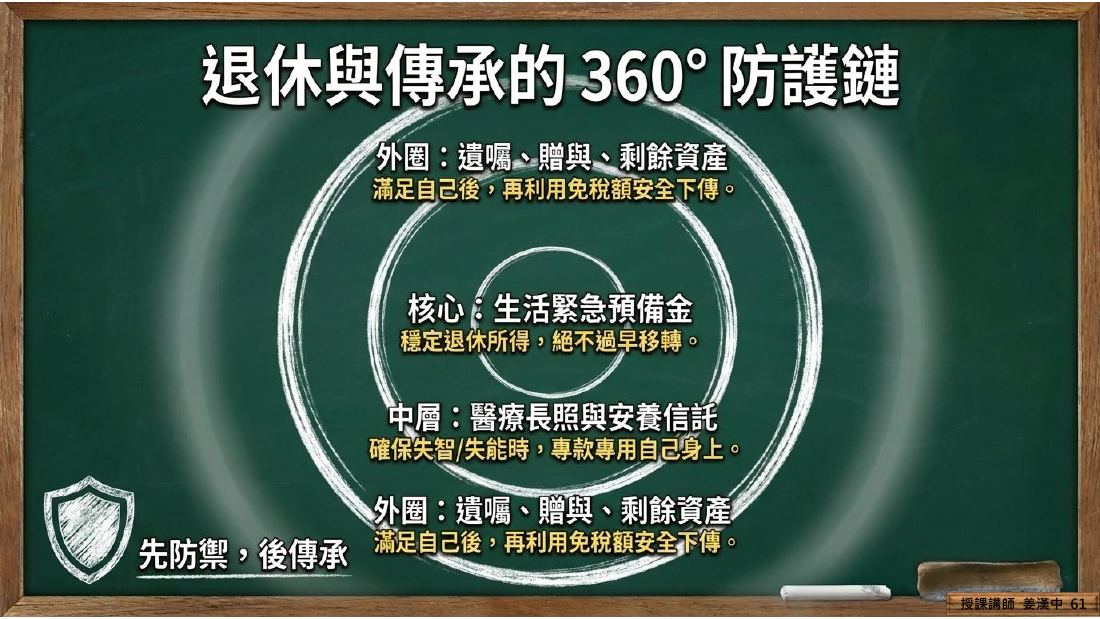 退休與傳承的 360° 防護鏈
外圈：遺囑、贈與、剩餘資產
滿足自己後，再利用免稅額安全下傳。
核心：生活緊急預備金
穩定退休所得，絕不過早移轉。
中層：醫療長照與安養信託
確保失智/失能時，專款專用自己身上。
外圈：遺囑、贈與、剩餘資產
滿足自己後，再利用免稅額安全下傳。
先防禦，後傳承
授課講師 姜漢中 61